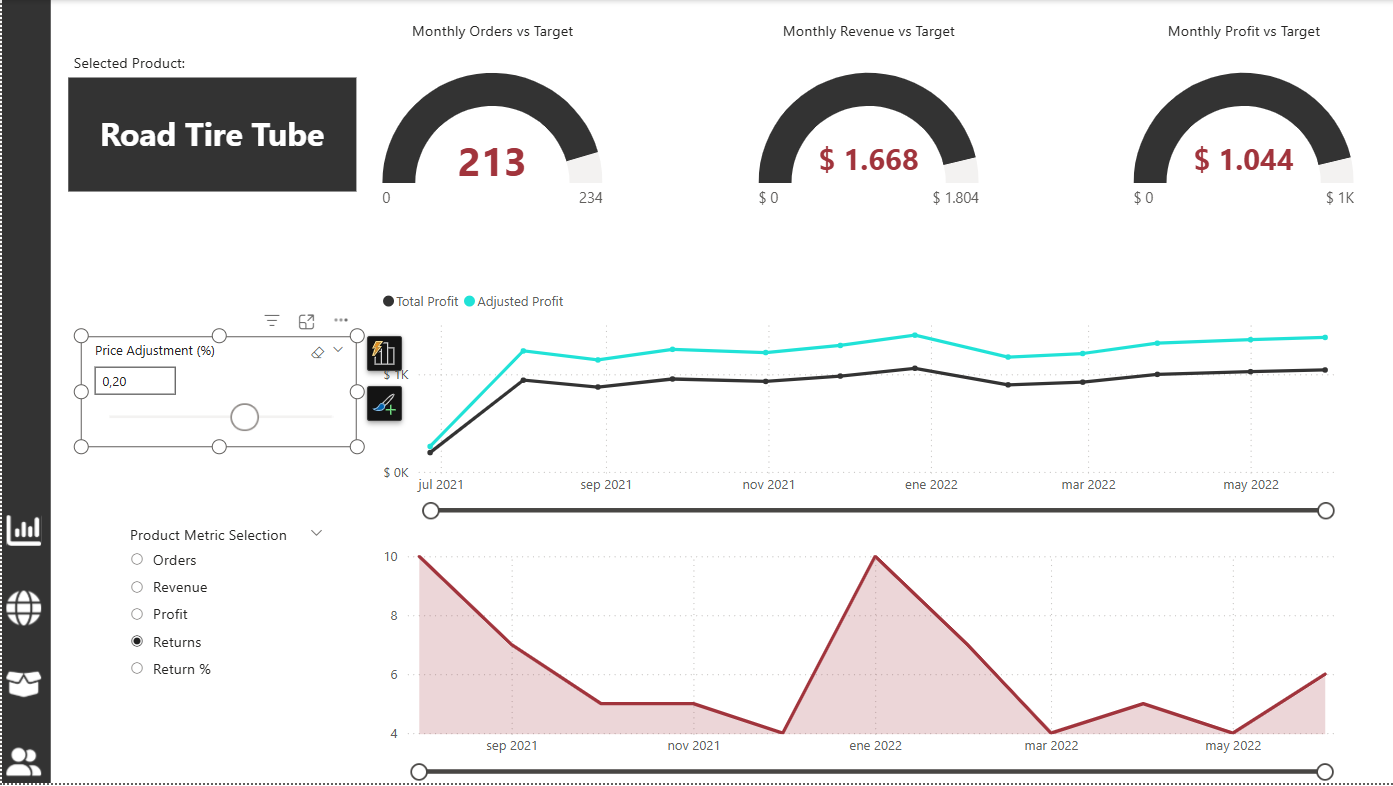 Monthly Orders vs Target
Monthly Revenue vs Target
Monthly Profit vs Target
Selected Product:
Road Tire Tube
213
0
234
$ 1.668
$ 0
$ 1.804
$ 1.044
$ 0
$ 1K
Total Profit
Adjusted Profit
Price Adjustment (%)
0,20
$ 1K
$ 0K
jul 2021
sep 2021
nov 2021
ene 2022
mar 2022
may 2022
Product Metric Selection
Orders
Revenue
Profit
Returns
Return %
10
8
6
4
sep 2021
nov 2021
ene 2022
mar 2022
may 2022